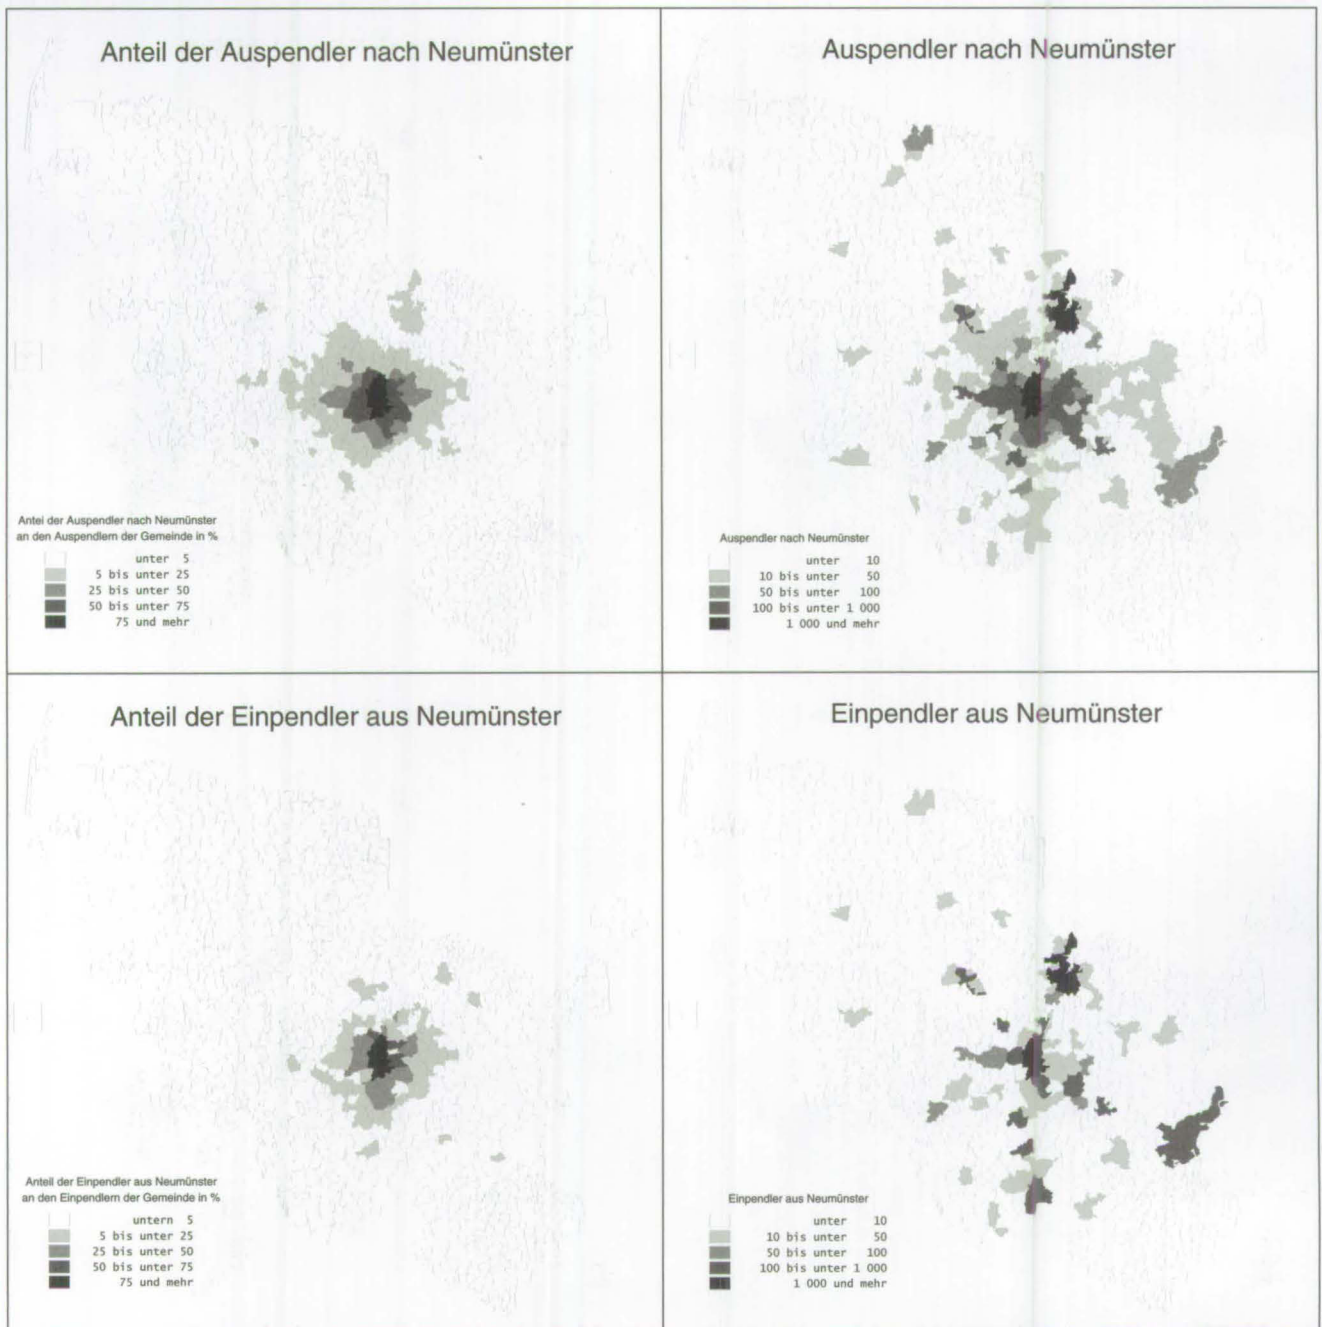 Anteil der Auspendler nach Neumünster
Antei der Auspendler nach Neumünster
an den Auspendlern der Gemeinde in %
unter 5
5 bis unter 25
25 bis unter 50
50 bis unter 75
75 und mehr
Auspendler nach Neumünster
Auspendler nach Neumünster
unter 10
10 bis unter 50
50 bis unter 100
100 bis unter 1 000
1 000 und mehr
Anteil der Einpendler aus Neumünster
Anteil der Einpendler aus Neumünster
an den Einpendlern der Gemeinde in %
untern 5
5 bis unter 25
25 bis unter 50
50 bis unter 75
75 und mehr
Einpendler aus Neumünster
Einpendler aus Neumünster
unter 10
10 bis unter 50
50 bis unter 100
100 bis unter 1 000
1 000 und mehr